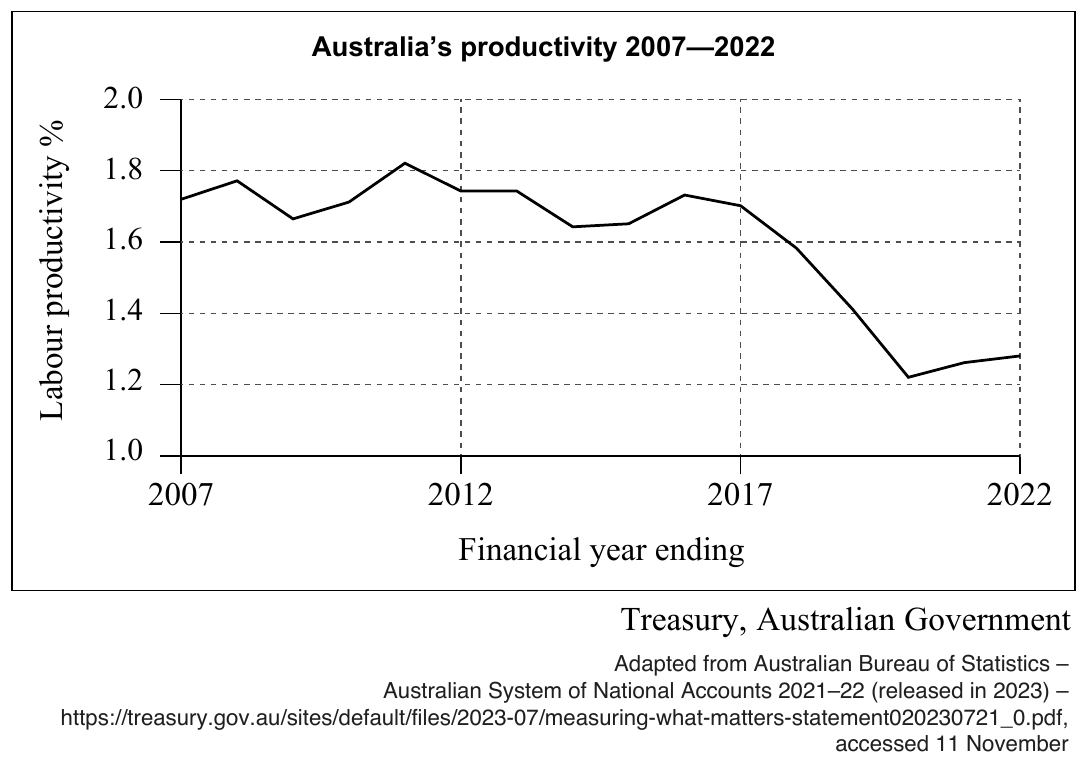 Australia’s productivity 2007—2022
Labour productivity %
2.0
1.8
1.6
1.4
1.2
1.0
2007 2012 2017 2022
Financial year ending
Treasury, Australian Government
Adapted from Australian Bureau of Statistics –
Australian System of National Accounts 2021–22 (released in 2023) –
https://treasury.gov.au/sites/default/files/2023-07/measuring-what-matters-statement020230721_0.pdf,
accessed 11 November